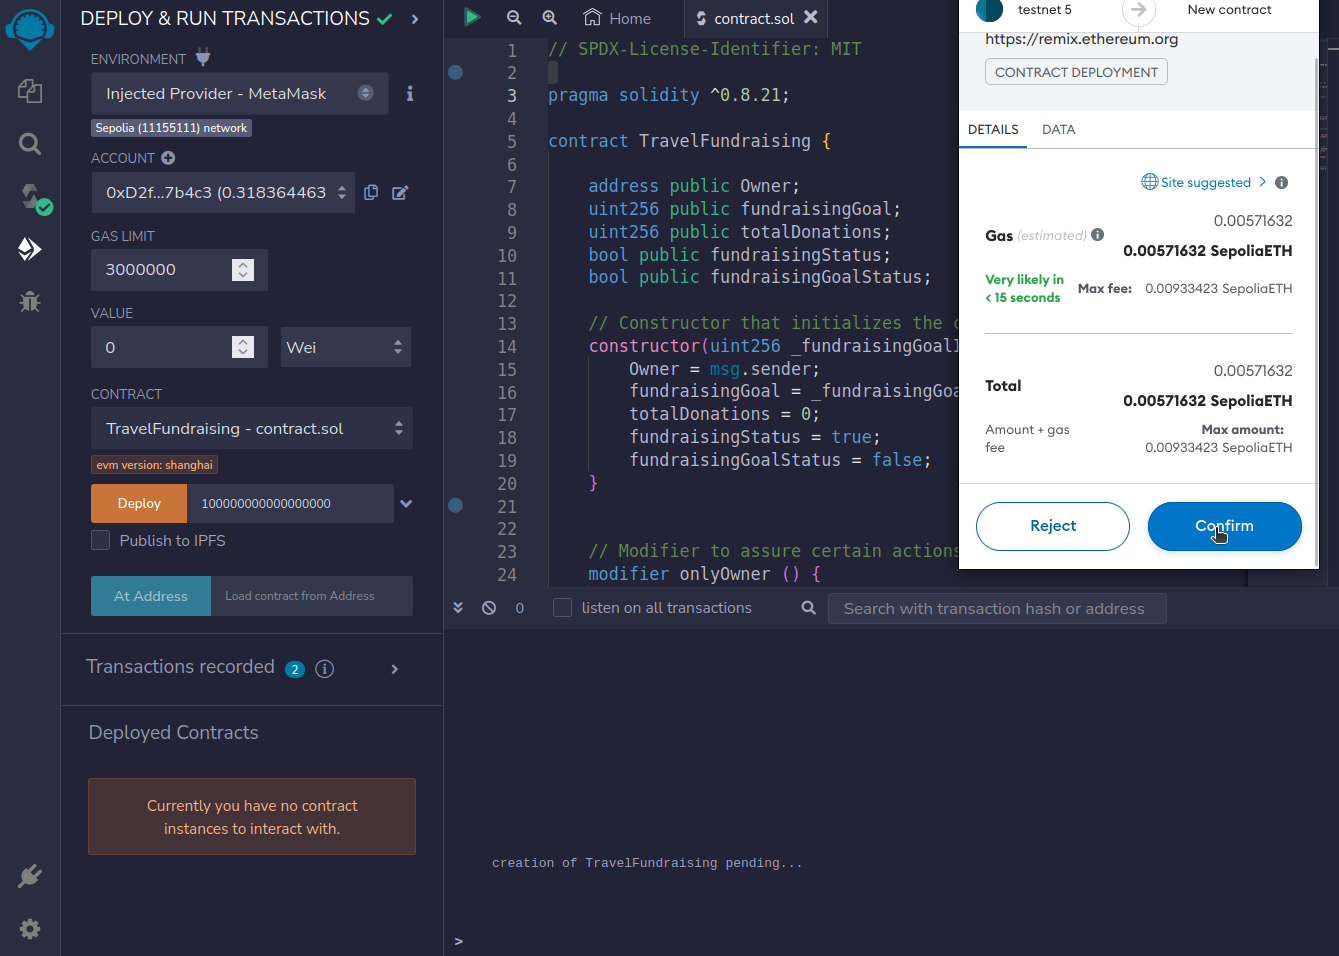 DEPLOY & RUN TRANSACTIONS
ENVIRONMENT
Injected Provider - MetaMask
Sepolia (11155111) network
ACCOUNT
0xD2f...7b4c3 (0.318364463
GAS LIMIT
3000000
VALUE
0
Wei
CONTRACT
TravelFundraising - contract.sol
evm version: shanghai
Deploy
100000000000000000
Publish to IPFS
At Address
Load contract from Address
Transactions recorded 2 i
Deployed Contracts
Currently you have no contract
instances to interact with.
Home
contract.sol
1 // SPDX-License-Identifier: MIT
2
3 pragma solidity ^0.8.21;
4
5 contract TravelFundraising {
6
7 address public Owner;
8 uint256 public fundraisingGoal;
9 uint256 public totalDonations;
10 bool public fundraisingStatus;
11 bool public fundraisingGoalStatus;
12
13 // Constructor that initializes the
14 constructor(uint256 _fundraisingGoal
15 Owner = msg.sender;
16 fundraisingGoal = _fundraisingGoa
17 totalDonations = 0;
18 fundraisingStatus = true;
19 fundraisingGoalStatus = false;
20 }
21
22
23 // Modifier to assure certain actions
24 modifier onlyOwner () {
0
listen on all transactions
Search with transaction hash or address
creation of TravelFundraising pending...
>
testnet 5
New contract
https://remix.ethereum.org
CONTRACT DEPLOYMENT
DETAILS
DATA
Site suggested >
0.00571632
Gas (estimated)
0.00571632 SepoliaETH
Very likely in
< 15 seconds
Max fee: 0.00933423 SepoliaETH
0.00571632
Total
0.00571632 SepoliaETH
Amount + gas
fee
Max amount:
0.00933423 SepoliaETH
Reject
Confirm